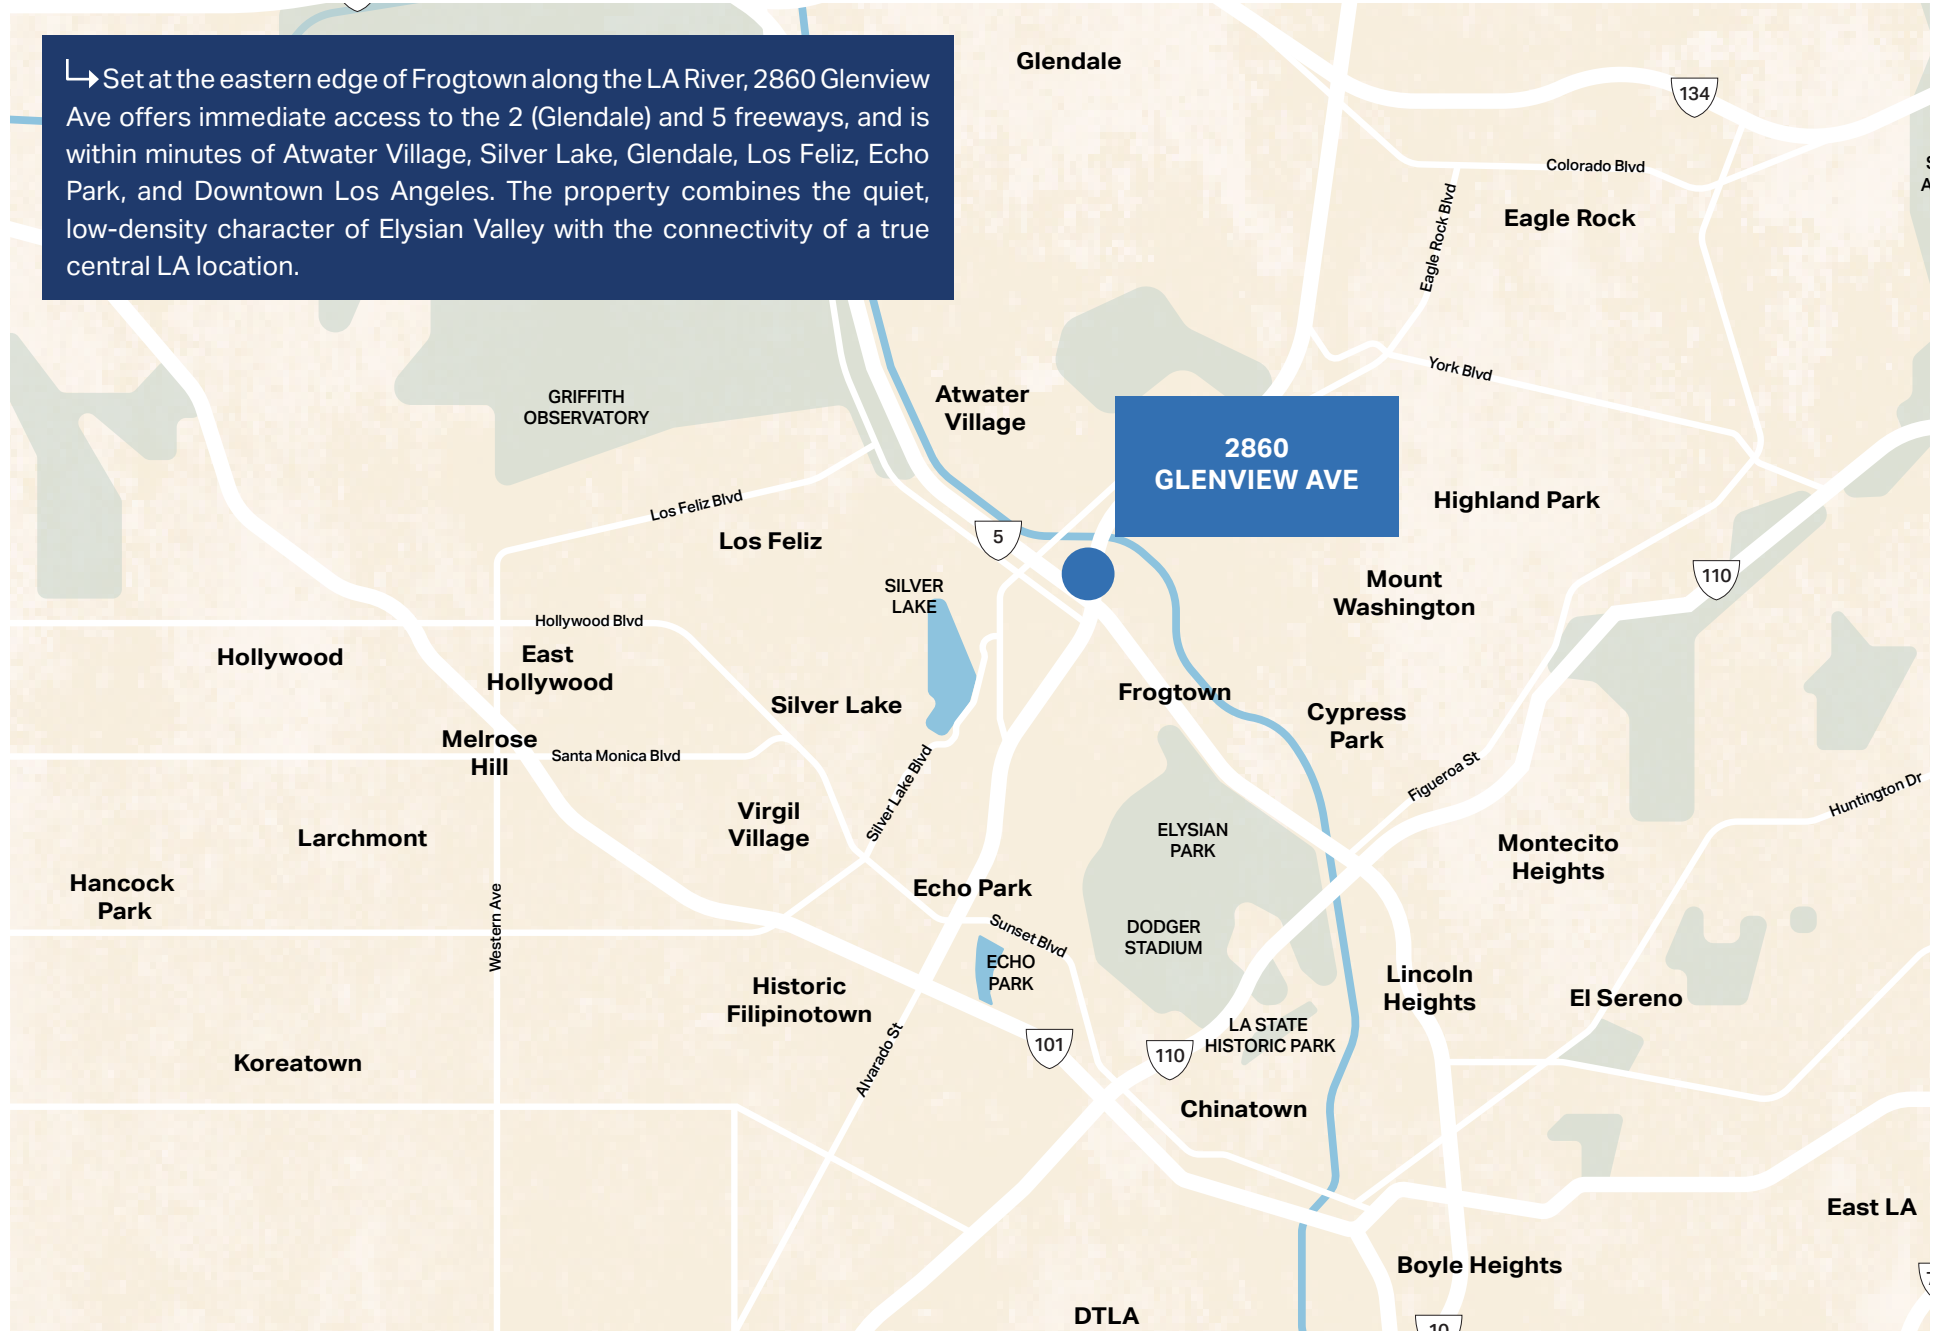 Set at the eastern edge of Frogtown along the LA River, 2860 Glenview
Ave offers immediate access to the 2 (Glendale) and 5 freeways, and is
within minutes of Atwater Village, Silver Lake, Glendale, Los Feliz, Echo
Park, and Downtown Los Angeles. The property combines the quiet,
low-density character of Elysian Valley with the connectivity of a true
central LA location.
Glendale
134
Colorado Blvd
Eagle Rock Blvd
Eagle Rock
York Blvd
GRIFFITH
OBSERVATORY
Atwater
Village
2860
GLENVIEW AVE
Highland Park
Los Feliz Blvd
Los Feliz
5
SILVER
LAKE
Mount
Washington
110
Hollywood Blvd
Hollywood
East
Hollywood
Silver Lake
Frogtown
Cypress
Park
Melrose
Hill
Santa Monica Blvd
Silver Lake Blvd
Figueroa St
Huntington Dr
Virgil
Village
Larchmont
ELYSIAN
PARK
Montecito
Heights
Hancock
Park
Western Ave
Echo Park
Sunset Blvd
DODGER
STADIUM
ECHO
PARK
Lincoln
Heights
El Sereno
Historic
Filipinotown
Alvarado St
LA STATE
HISTORIC PARK
101
110
Koreatown
Chinatown
East LA
Boyle Heights
DTLA
10